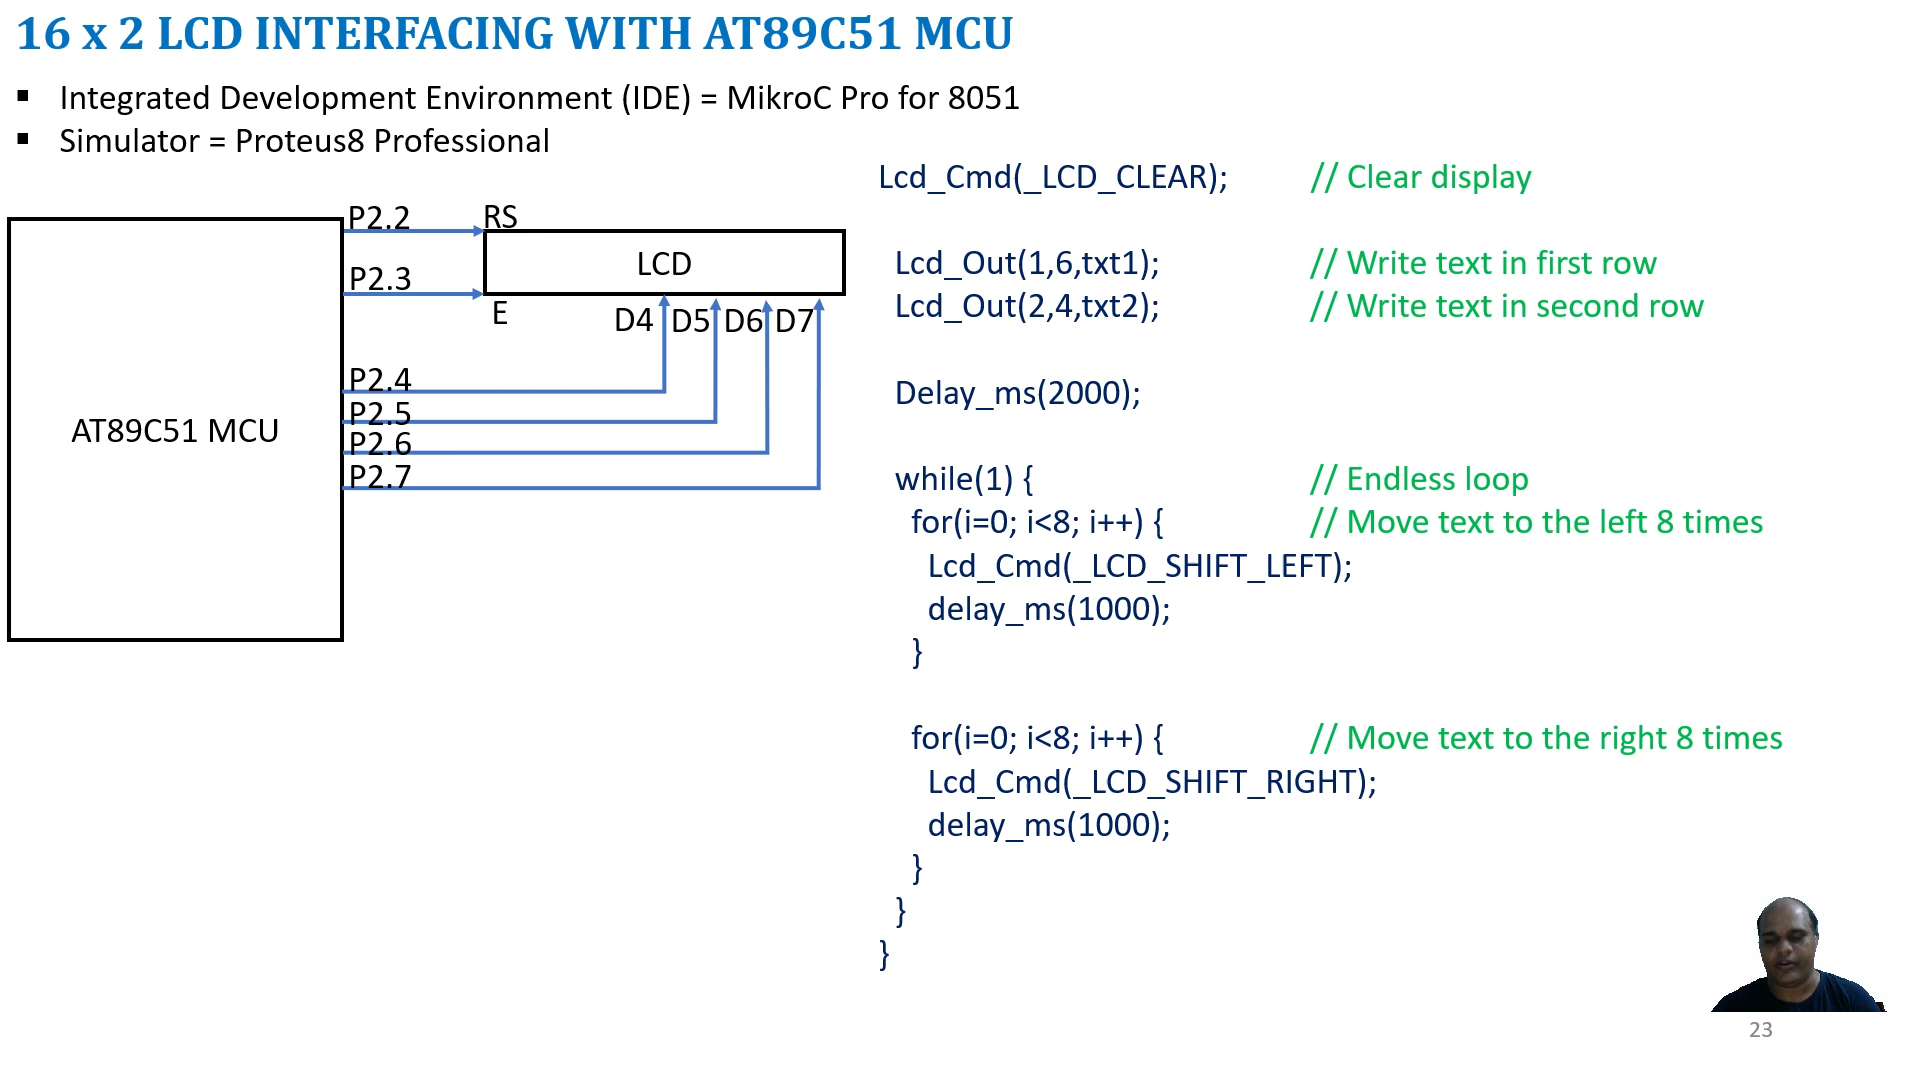 16 x 2 LCD INTERFACING WITH AT89C51 MCU
▪ Integrated Development Environment (IDE) = MikroC Pro for 8051
▪ Simulator = Proteus8 Professional
P2.2
RS
LCD
P2.3
E
D4 D5 D6 D7
P2.4
P2.5
P2.6
P2.7
AT89C51 MCU
Lcd_Cmd(_LCD_CLEAR); // Clear display
Lcd_Out(1,6,txt1); // Write text in first row
Lcd_Out(2,4,txt2); // Write text in second row
Delay_ms(2000);
while(1) { // Endless loop
for(i=0; i<8; i++) { // Move text to the left 8 times
Lcd_Cmd(_LCD_SHIFT_LEFT);
delay_ms(1000);
}
for(i=0; i<8; i++) { // Move text to the right 8 times
Lcd_Cmd(_LCD_SHIFT_RIGHT);
delay_ms(1000);
}
}
}
23